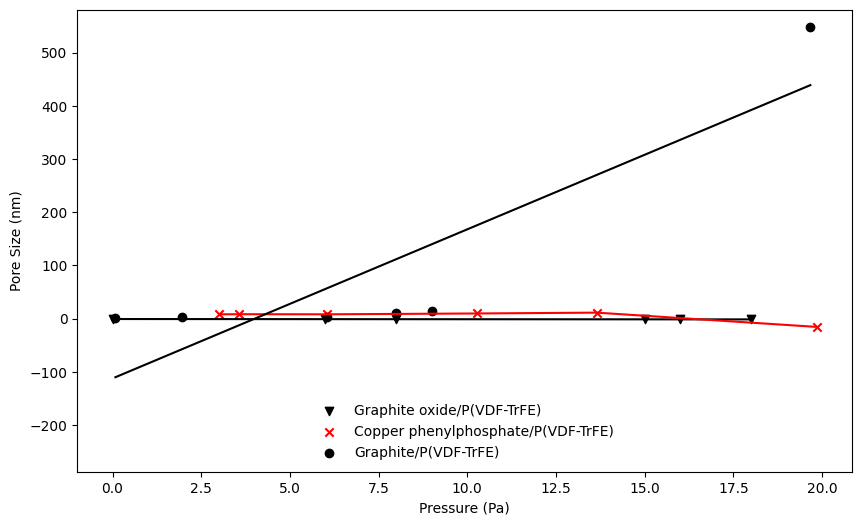 500
400
300
200
100
0
−100
−200
Pore Size (nm)
Graphite oxide/P(VDF-TrFE)
Copper phenylphosphate/P(VDF-TrFE)
Graphite/P(VDF-TrFE)
0.0 2.5 5.0 7.5 10.0 12.5 15.0 17.5 20.0
Pressure (Pa)